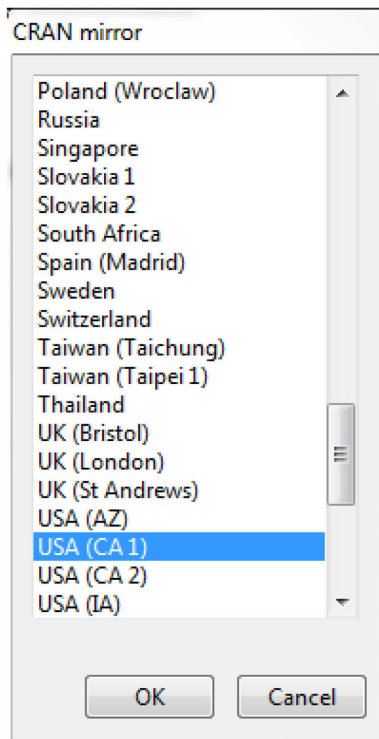 CRAN mirror
Poland (Wroclaw)
Russia
Singapore
Slovakia 1
Slovakia 2
South Africa
Spain (Madrid)
Sweden
Switzerland
Taiwan (Taichung)
Taiwan (Taipei 1)
Thailand
UK (Bristol)
UK (London)
UK (St Andrews)
USA (AZ)
USA (CA 1)
USA (CA 2)
USA (IA)
OK Cancel